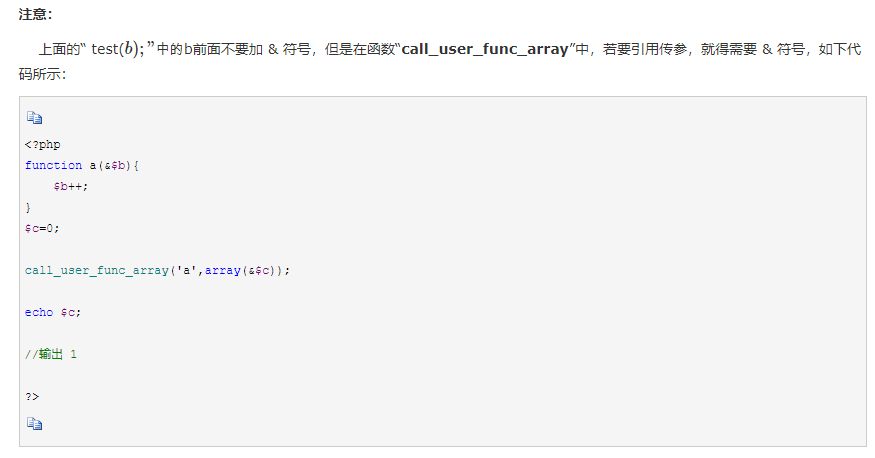 注意：
上面的“ test(b);”中的b前面不要加 & 符号，但是在函数“call_user_func_array”中，若要引用传参，就得需要 & 符号，如下代
码所示：
<?php
function a(&$b){
    $b++;
}
$c=0;
call_user_func_array('a',array(&$c));
echo $c;
//输出 1
?>